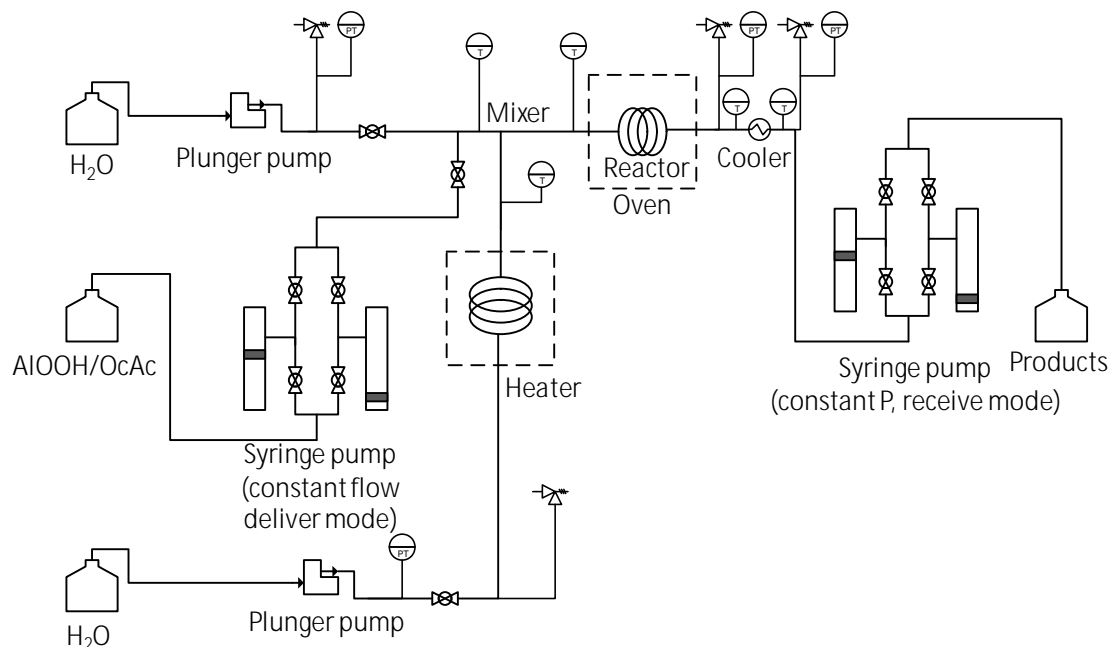 PT
PT
PT
T
T
T
T
Mixer
H₂O
Plunger pump
Reactor
Cooler
Oven
T
AlOOH/OcAc
Heater
Syringe pump
(constant P, receive mode)
Products
Syringe pump
(constant flow
deliver mode)
PT
H₂O
Plunger pump